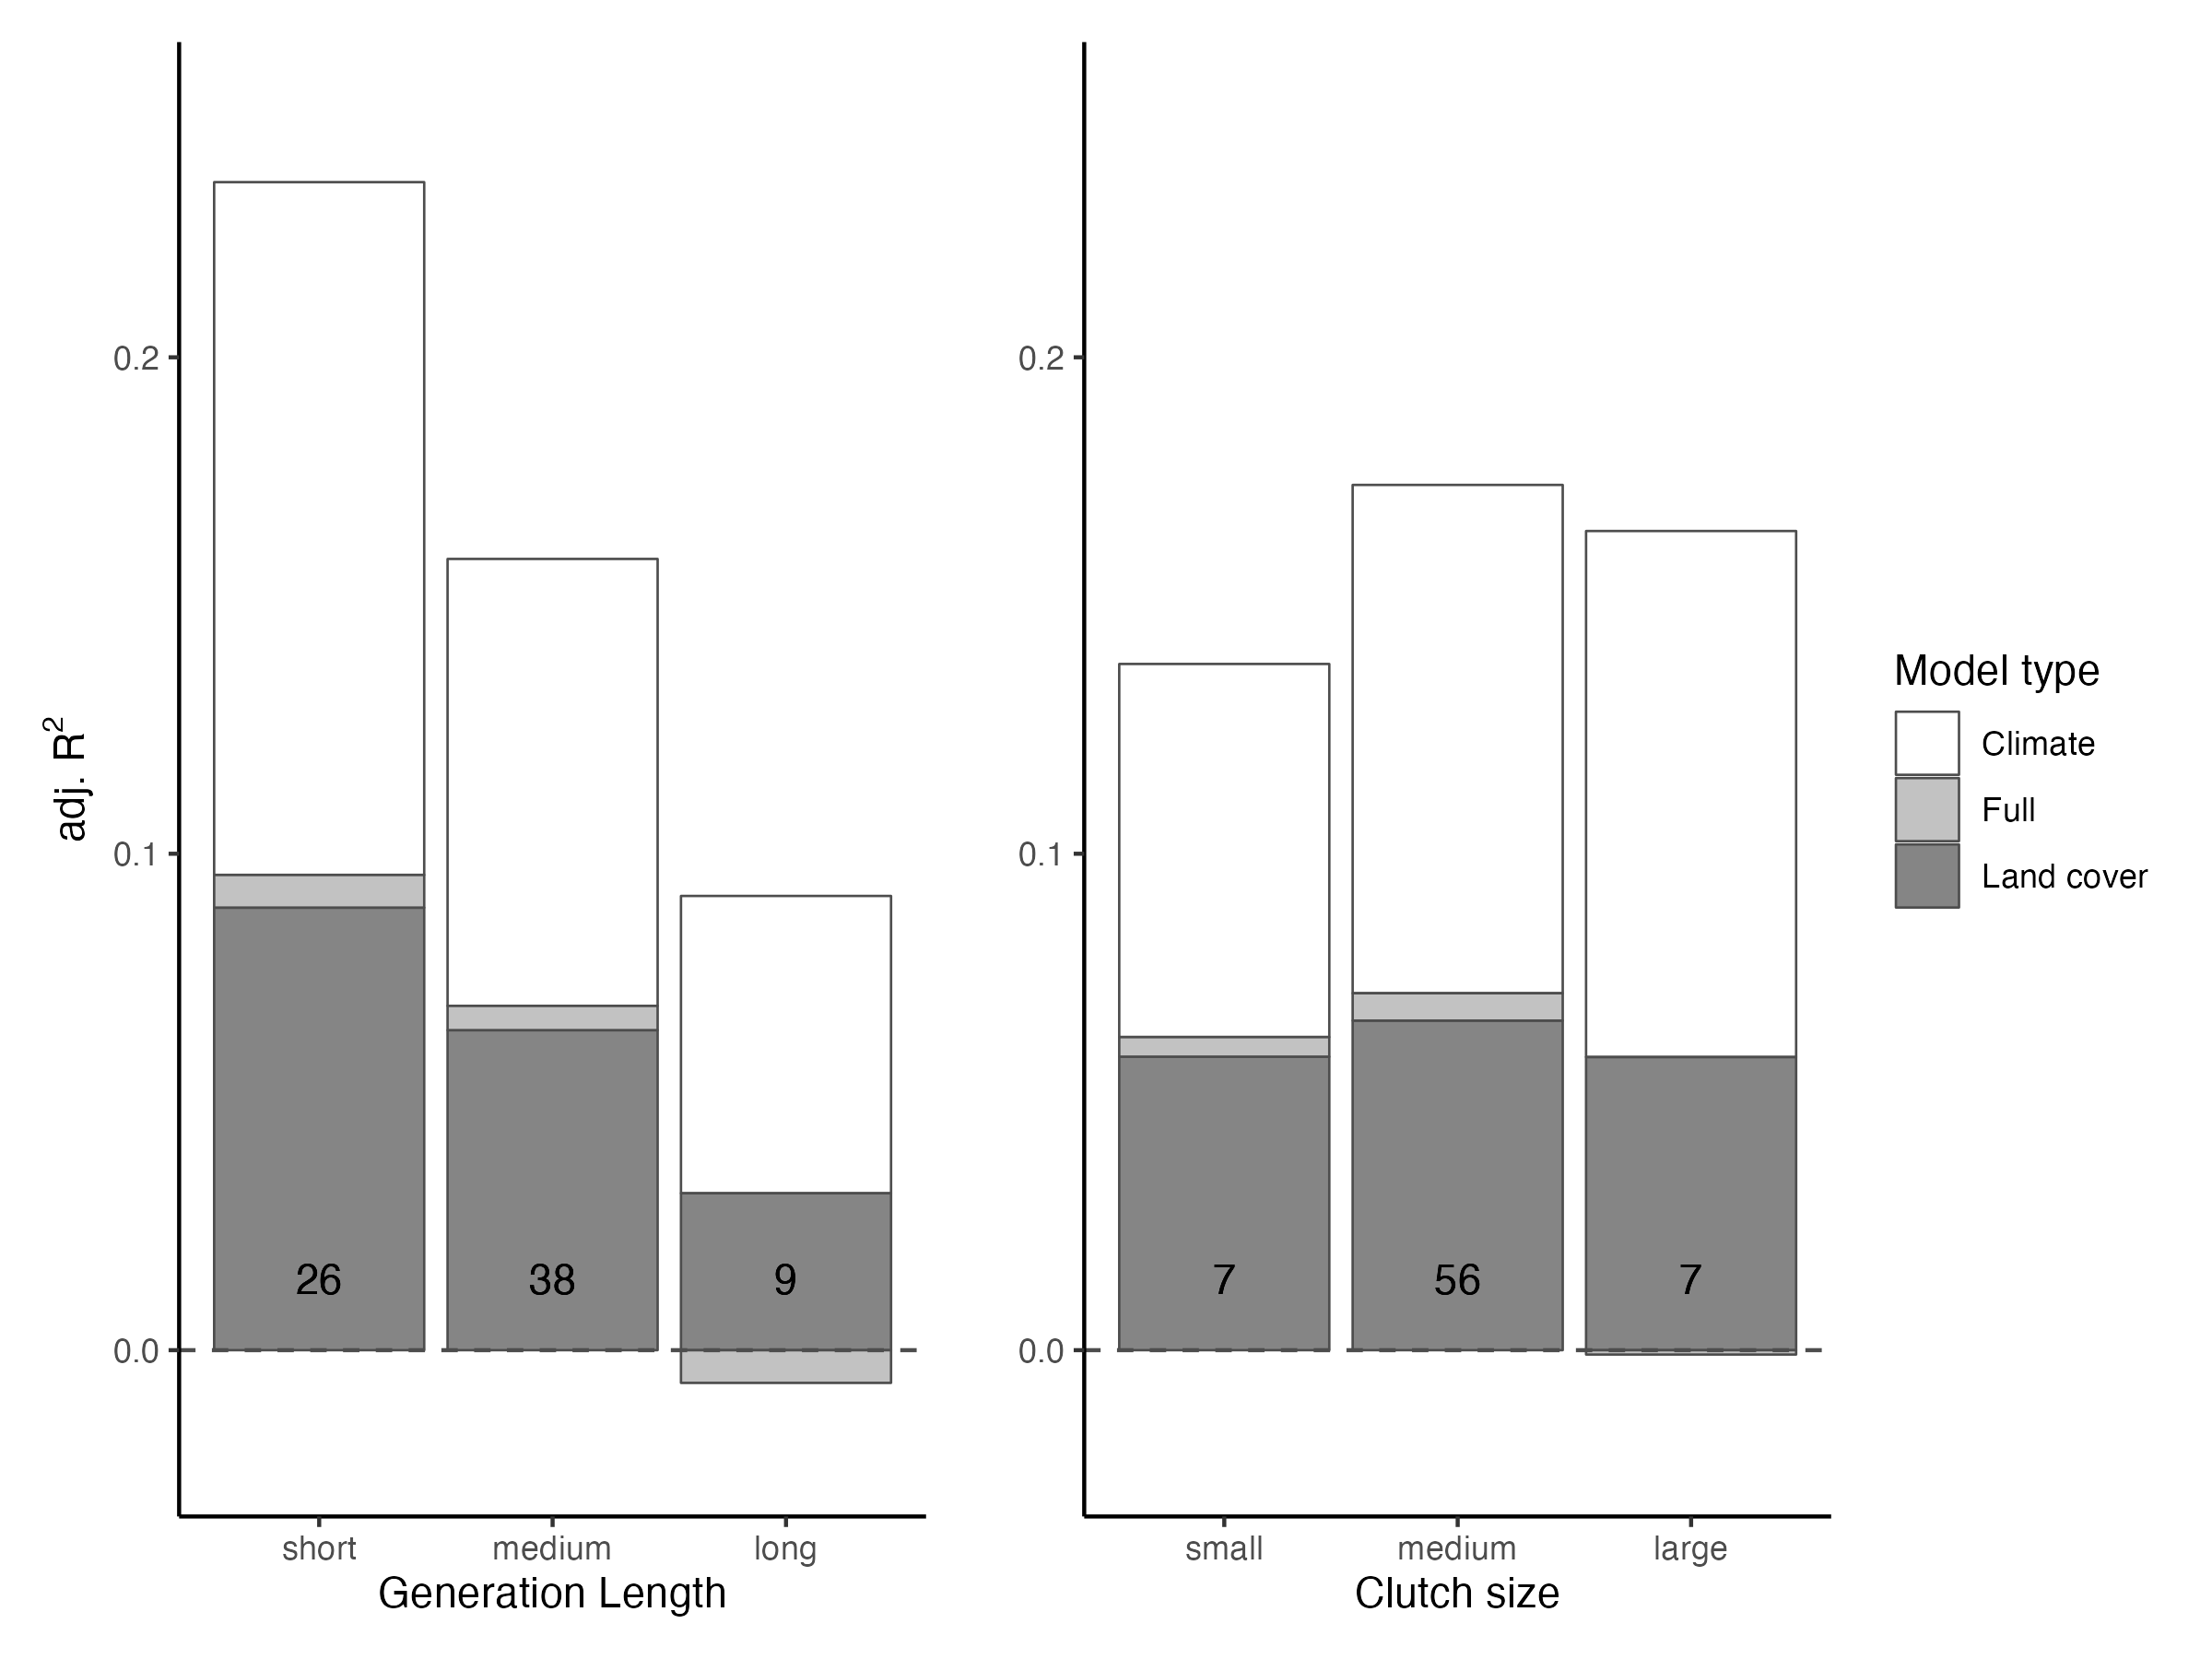 adj. R²
0.2
0.1
0.0
26
38
9
short
medium
long
Generation Length
0.2
0.1
0.0
7
56
7
small
medium
large
Clutch size
Model type
Climate
Full
Land cover